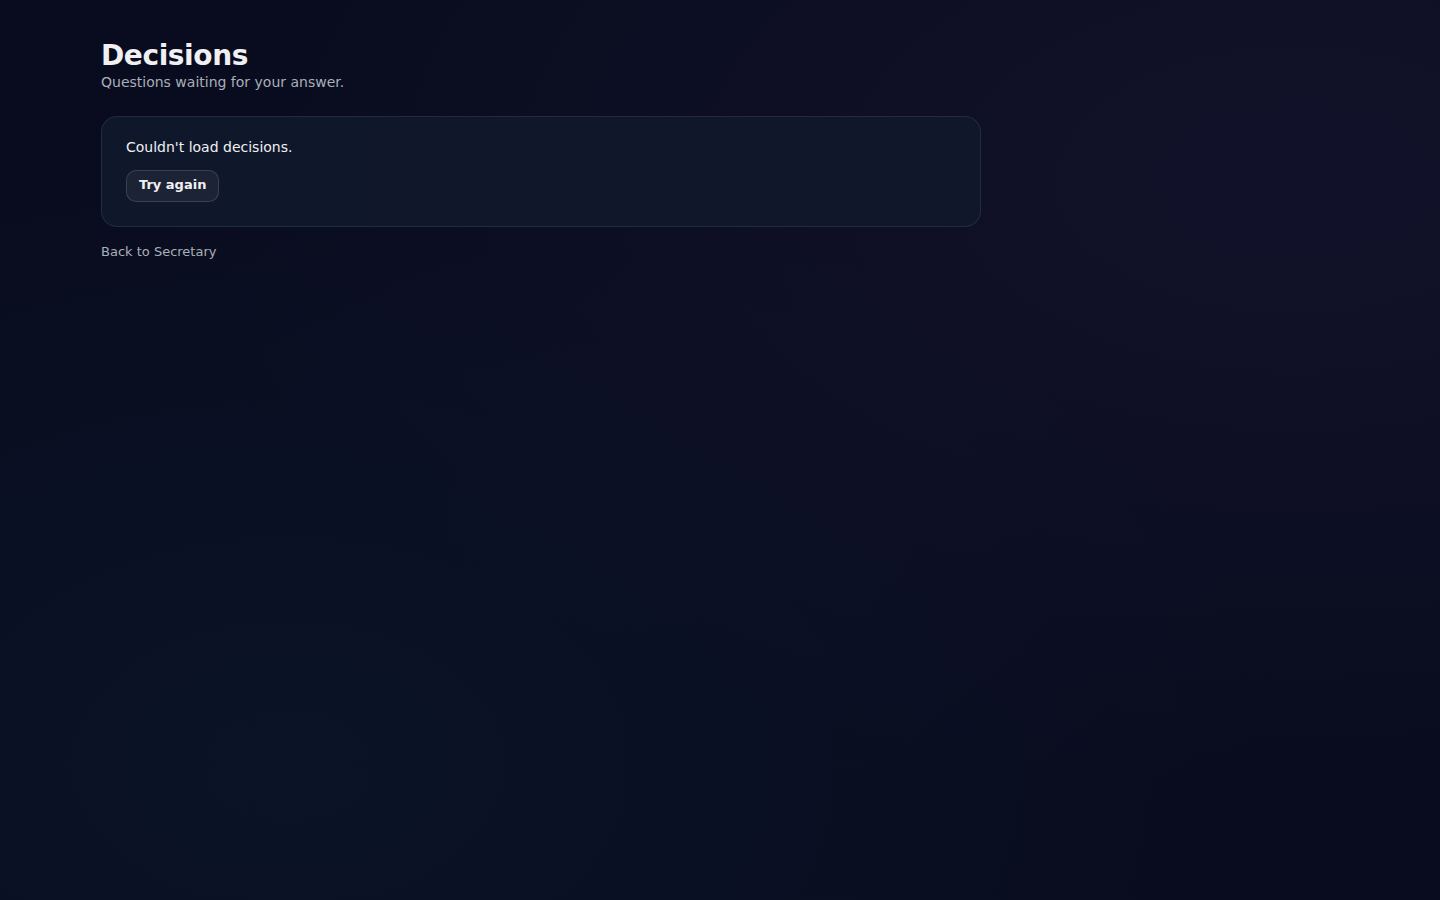 Decisions
Questions waiting for your answer.
Couldn't load decisions.
Try again
Back to Secretary